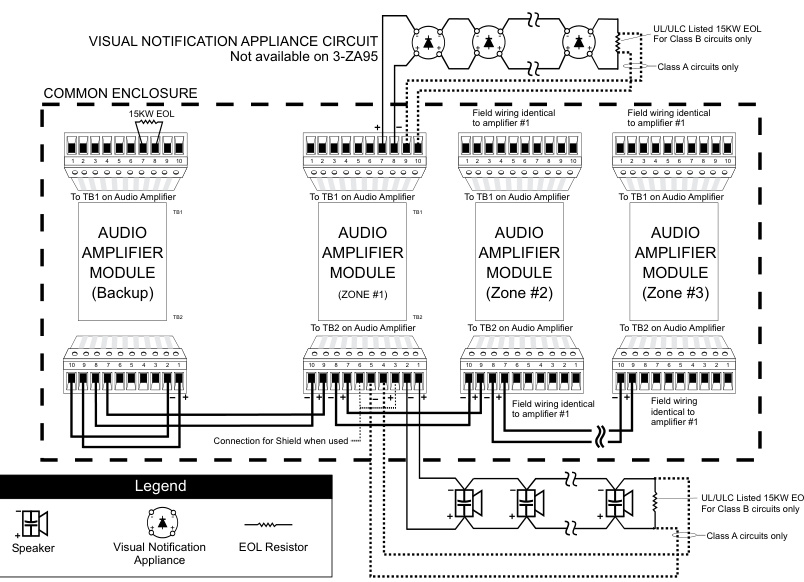 VISUAL NOTIFICATION APPLIANCE CIRCUIT
Not available on 3-ZA95
UL/ULC Listed 15KW EOL
For Class B circuits only
Class A circuits only
COMMON ENCLOSURE
15KW EOL
+ −
Field wiring identical
to amplifier #1
Field wiring identical
to amplifier #1
1 2 3 4 5 6 7 8 9 10
1 2 3 4 5 6 7 8 9 10
1 2 3 4 5 6 7 8 9 10
1 2 3 4 5 6 7 8 9 10
To TB1 on Audio Amplifier
To TB1 on Audio Amplifier
To TB1 on Audio Amplifier
To TB1 on Audio Amplifier
TB1
TB1
AUDIO
AMPLIFIER
MODULE
(Backup)
AUDIO
AMPLIFIER
MODULE
(ZONE #1)
AUDIO
AMPLIFIER
MODULE
(Zone #2)
AUDIO
AMPLIFIER
MODULE
(Zone #3)
TB2
TB2
To TB2 on Audio Amplifier
To TB2 on Audio Amplifier
To TB2 on Audio Amplifier
10 9 8 7 6 5 4 3 2 1
10 9 8 7 6 5 4 3 2 1
10 9 8 7 6 5 4 3 2 1
10 9 8 7 6 5 4 3 2 1
− +
− + − + − + − +
− + − +
− +
Field wiring identical
to amplifier #1
Field wiring
identical to
amplifier #1
Connection for Shield when used
Legend
Speaker
Visual Notification
Appliance
EOL Resistor
UL/ULC Listed 15KW EO
For Class B circuits only
Class A circuits only